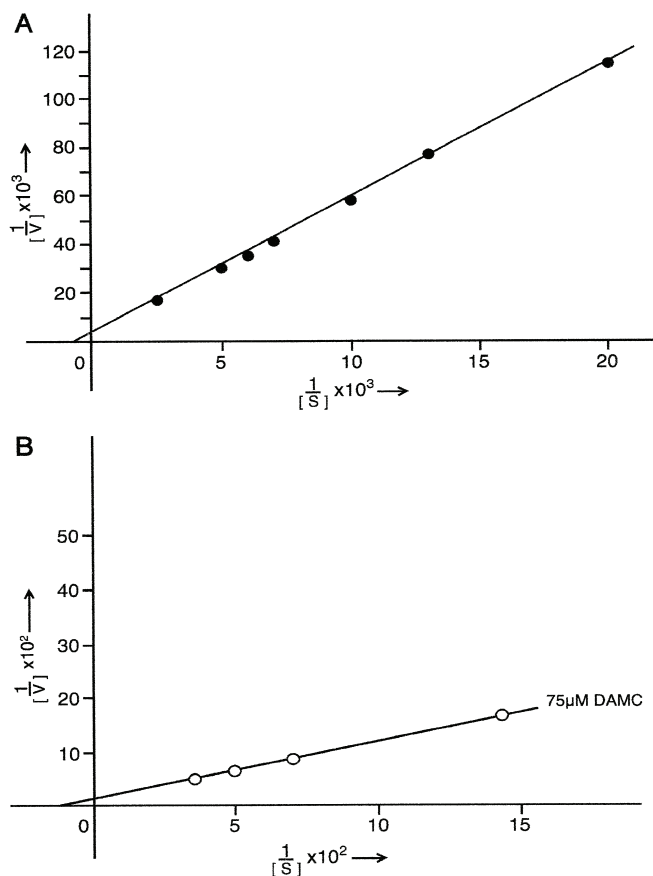 A
120
100
80
60
40
20
1/[V] x10³ →
0 5 10 15 20
1/[S] x10³ →
B
50
40
30
20
10
1/[V] x10² →
75µM DAMC
0 5 10 15
1/[S] x10² →